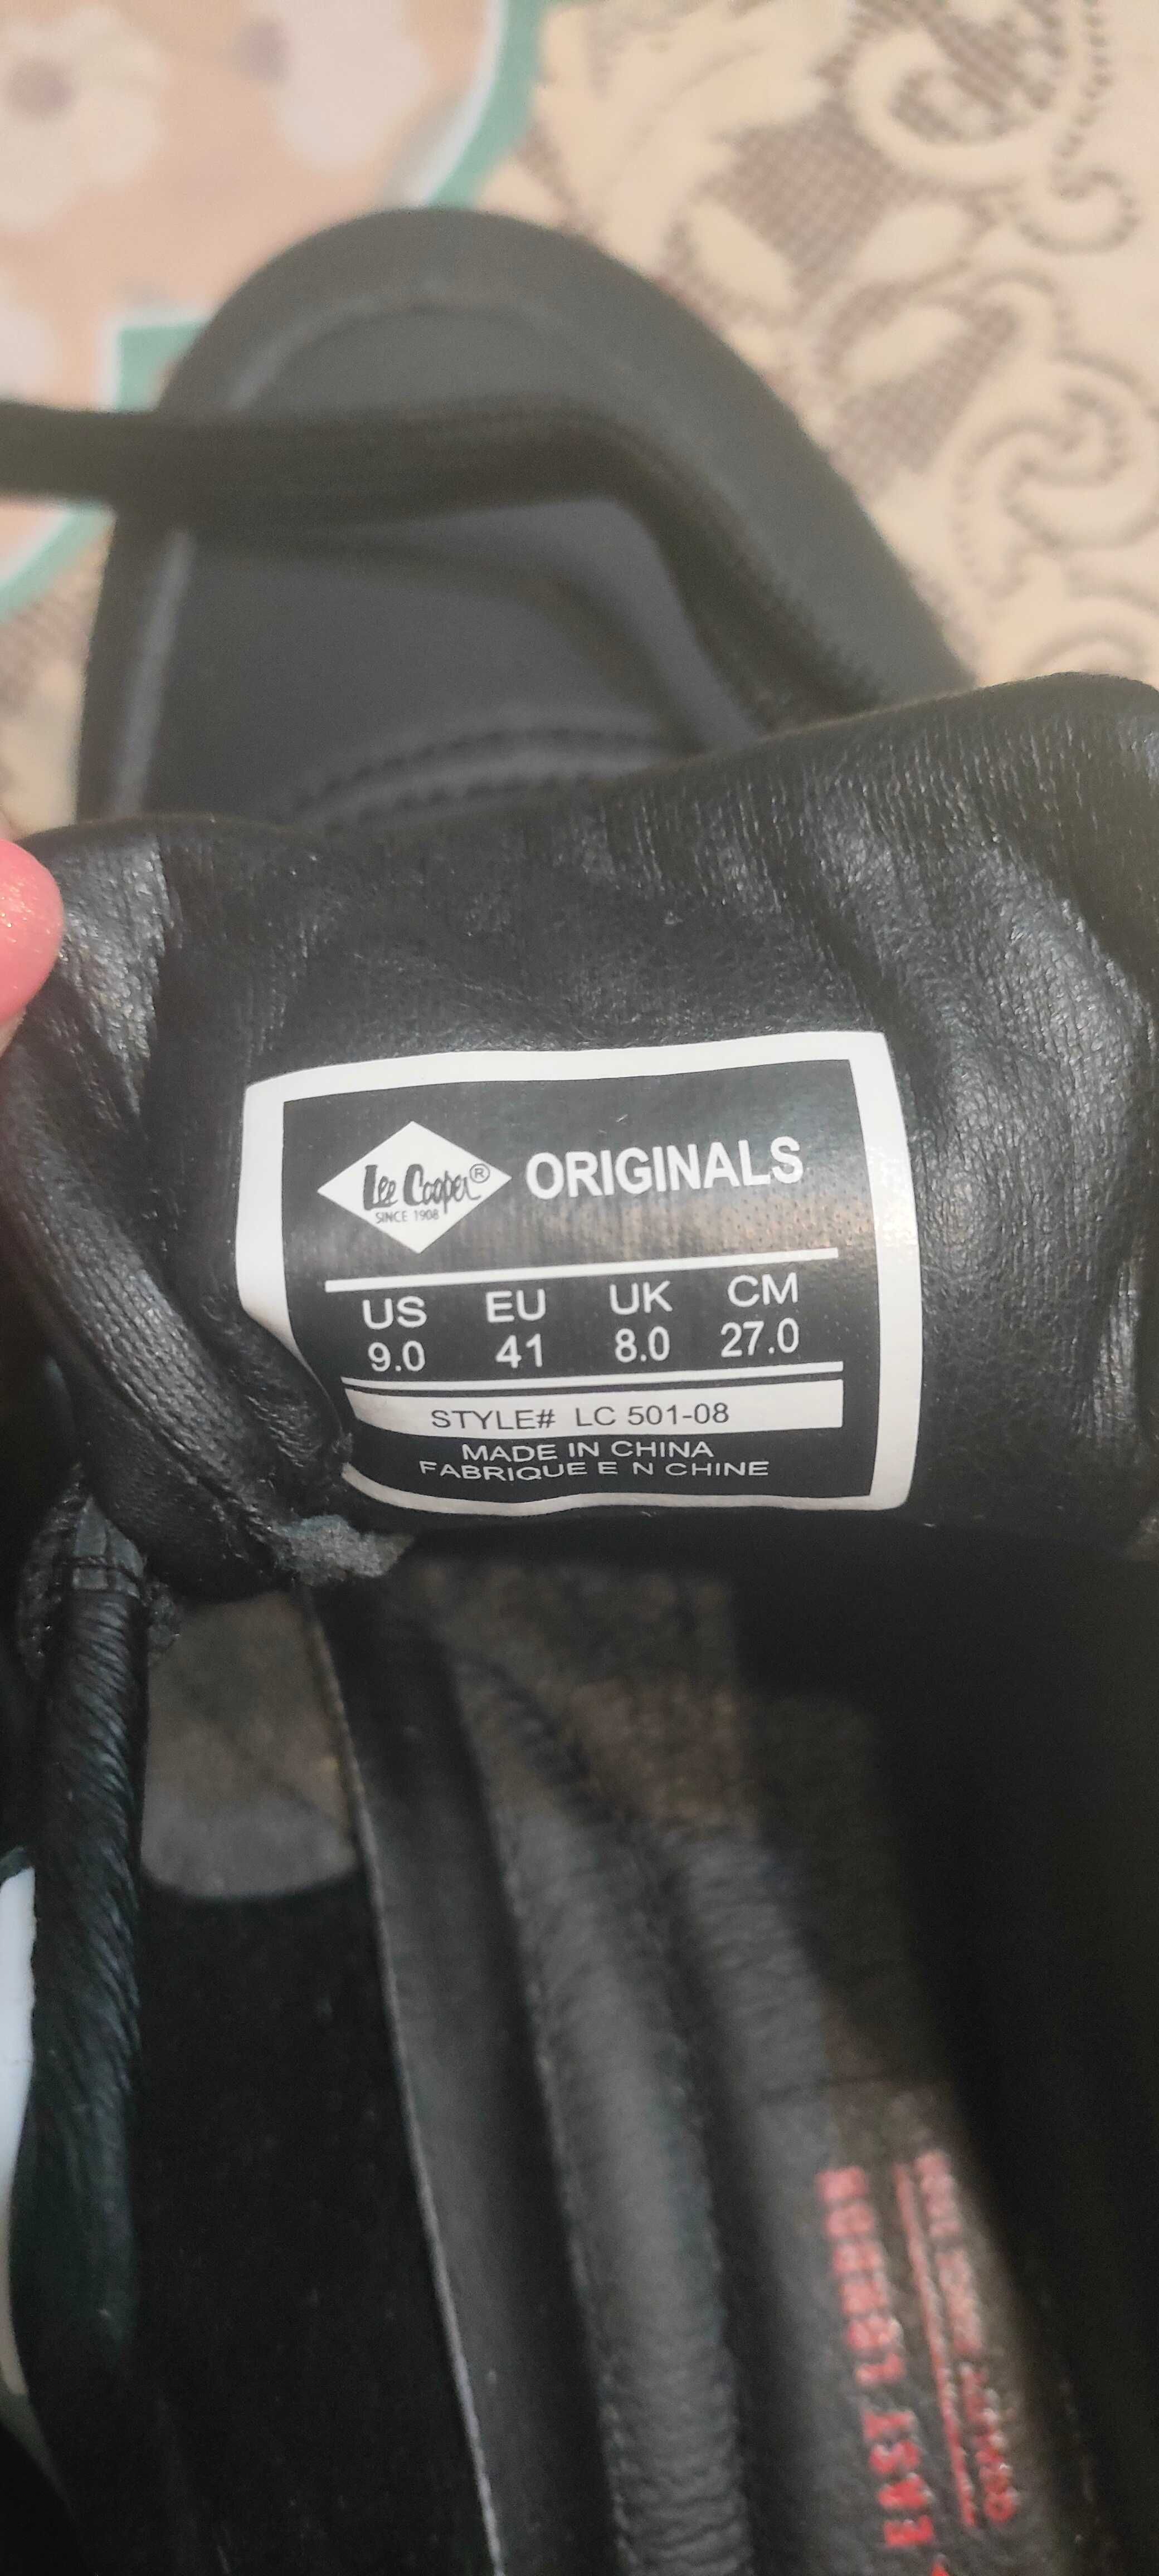 Lee Cooper® ORIGINALS
SINCE 1908
US EU UK CM
9.0 41 8.0 27.0
STYLE# LC 501-08
MADE IN CHINA
FABRIQUE E N CHINE